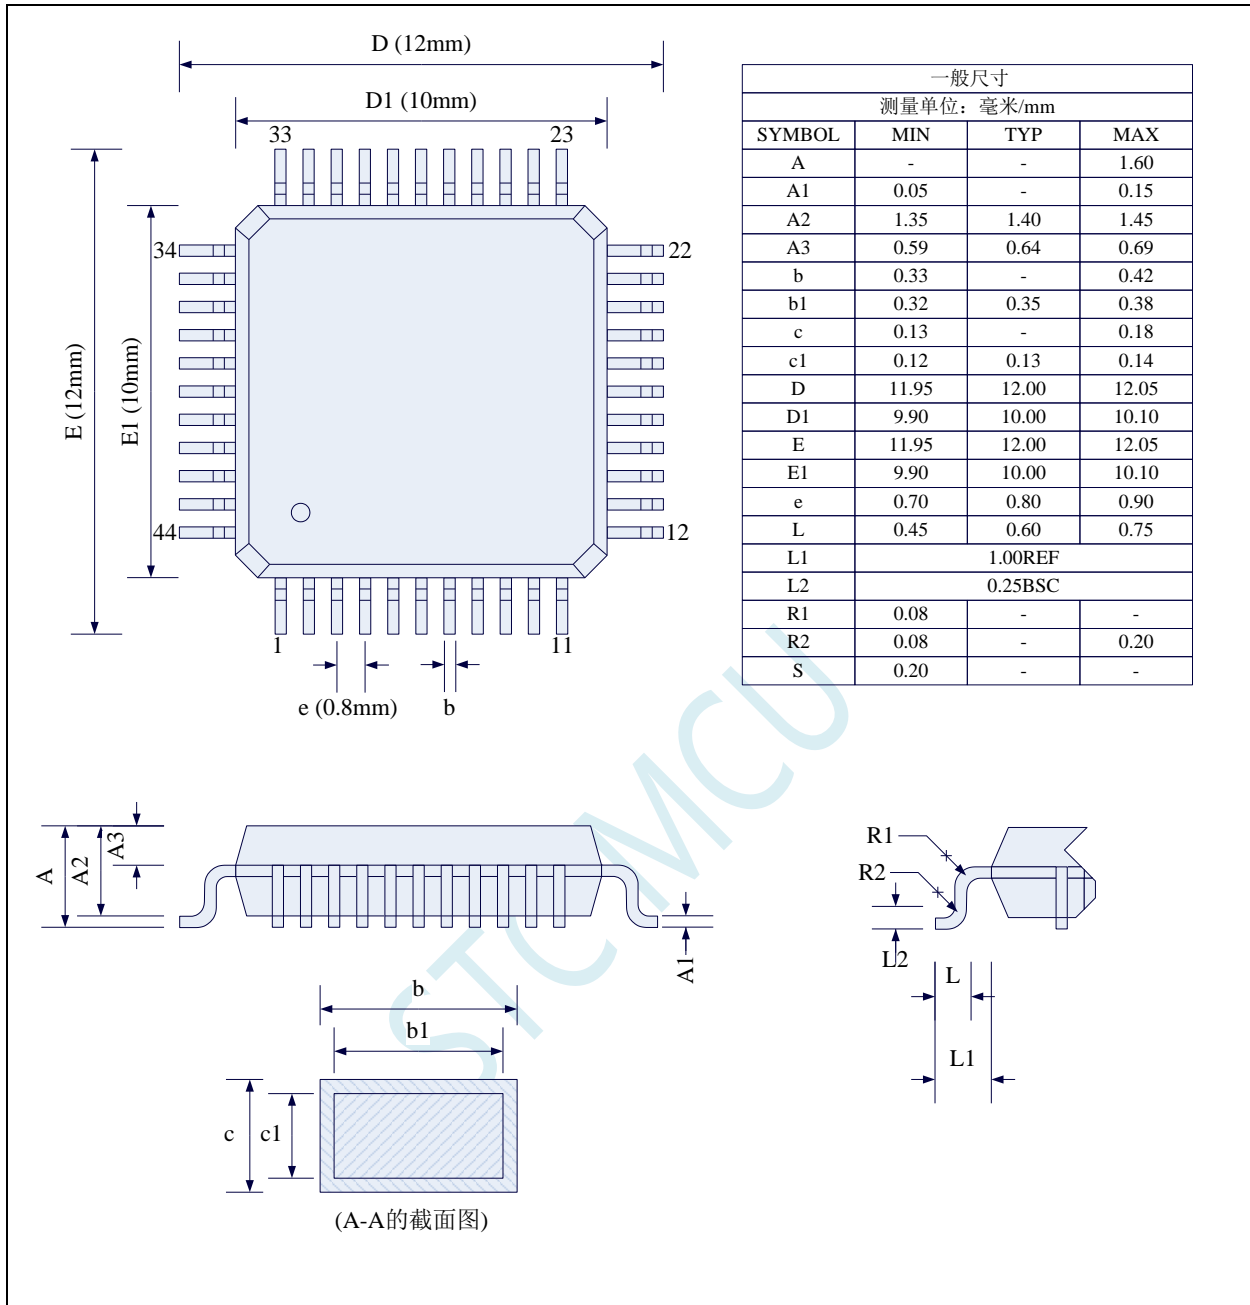 D (12mm)
D1 (10mm)
33 23
34 22
44 12
1 11
E (12mm)
E1 (10mm)
e (0.8mm) b
一般尺寸
测量单位：毫米/mm
SYMBOL MIN TYP MAX
A - - 1.60
A1 0.05 - 0.15
A2 1.35 1.40 1.45
A3 0.59 0.64 0.69
b 0.33 - 0.42
b1 0.32 0.35 0.38
c 0.13 - 0.18
c1 0.12 0.13 0.14
D 11.95 12.00 12.05
D1 9.90 10.00 10.10
E 11.95 12.00 12.05
E1 9.90 10.00 10.10
e 0.70 0.80 0.90
L 0.45 0.60 0.75
L1 1.00REF
L2 0.25BSC
R1 0.08 - -
R2 0.08 - 0.20
S 0.20 - -
A
A2
A3
A1
R1
R2
L2
L
L1
b
b1
c c1
(A-A的截面图)
STC MCU